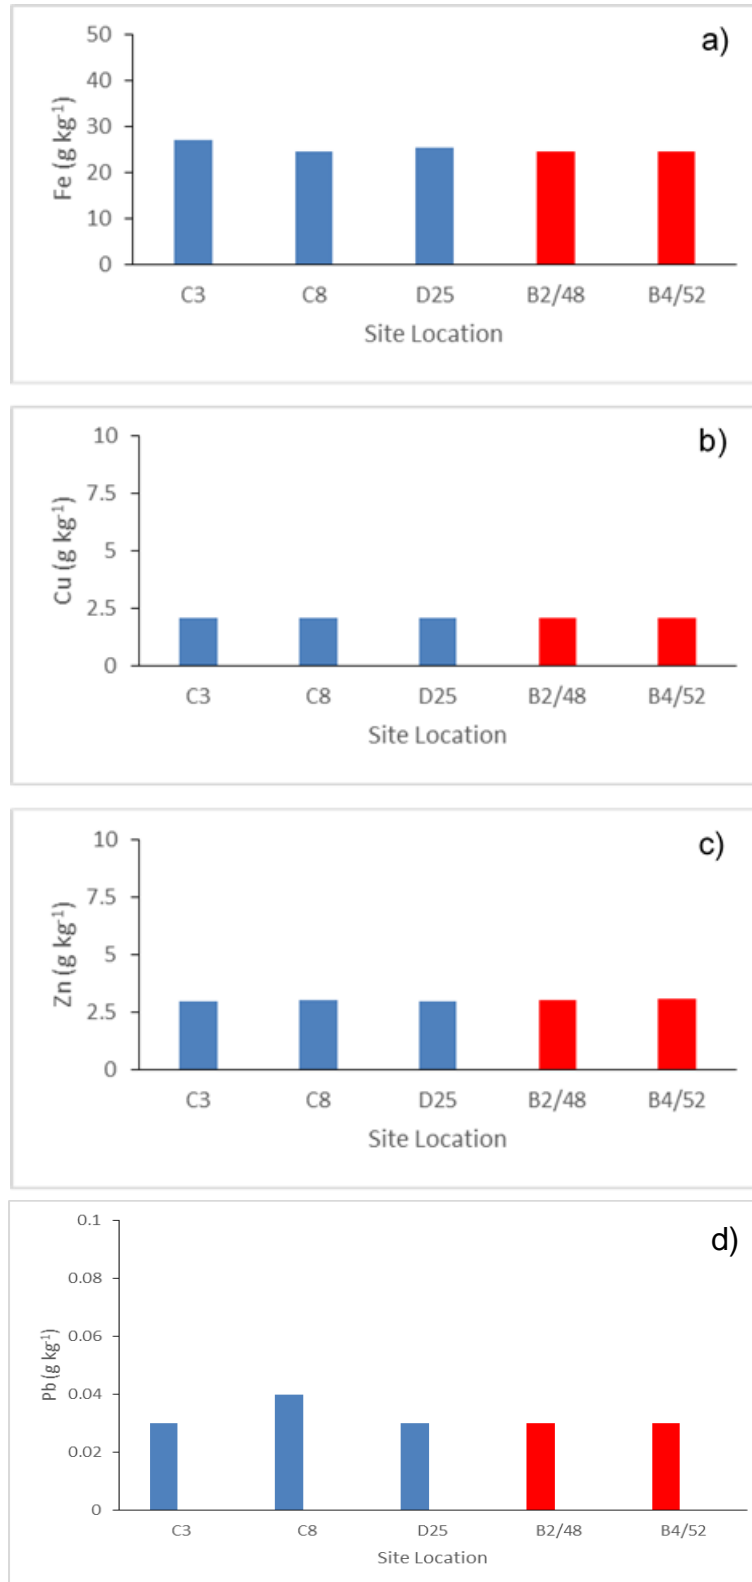 a)
50
40
30
20
10
0
Fe (g kg⁻¹)
C3 C8 D25 B2/48 B4/52
Site Location
b)
10
7.5
5
2.5
0
Cu (g kg⁻¹)
C3 C8 D25 B2/48 B4/52
Site Location
c)
10
7.5
5
2.5
0
Zn (g kg⁻¹)
C3 C8 D25 B2/48 B4/52
Site Location
d)
0.1
0.08
0.06
0.04
0.02
0
Pb (g kg⁻¹)
C3 C8 D25 B2/48 B4/52
Site Location